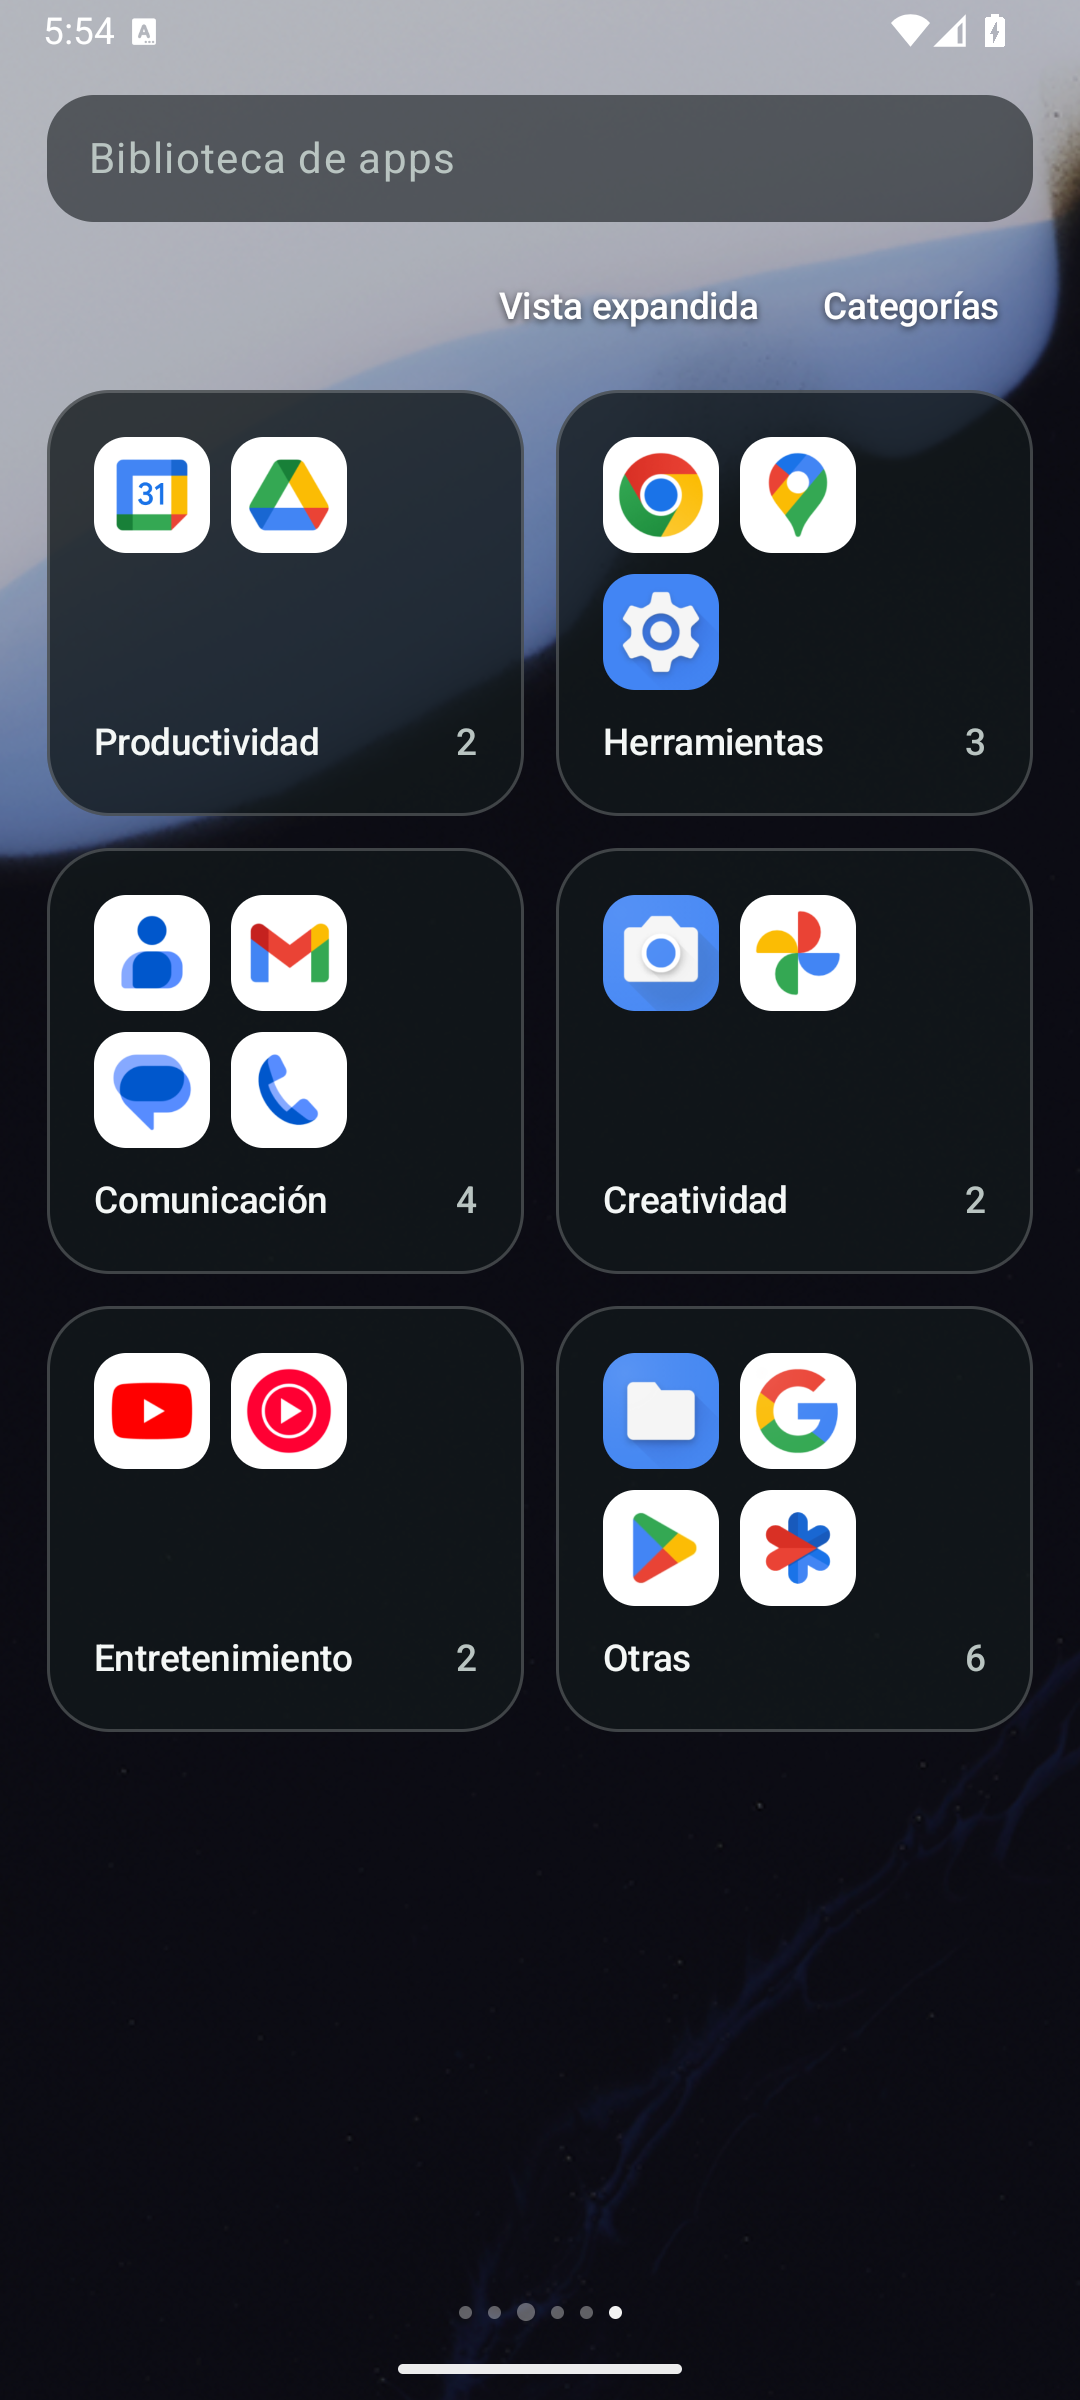 5:54
Biblioteca de apps
Vista expandida
Categorías
31
Productividad 2
Herramientas 3
Comunicación 4
Creatividad 2
Entretenimiento 2
Otras 6